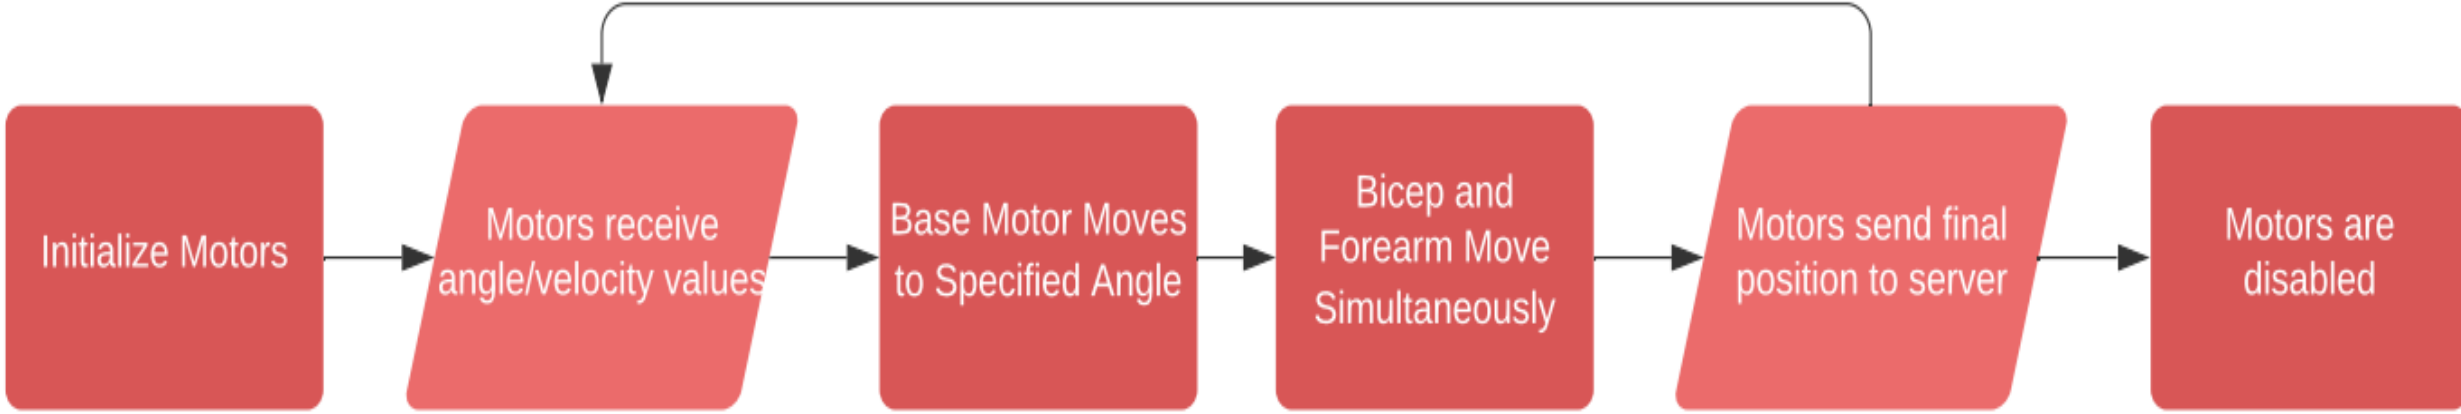 Initialize Motors
Motors receive
angle/velocity values
Base Motor Moves
to Specified Angle
Bicep and
Forearm Move
Simultaneously
Motors send final
position to server
Motors are
disabled